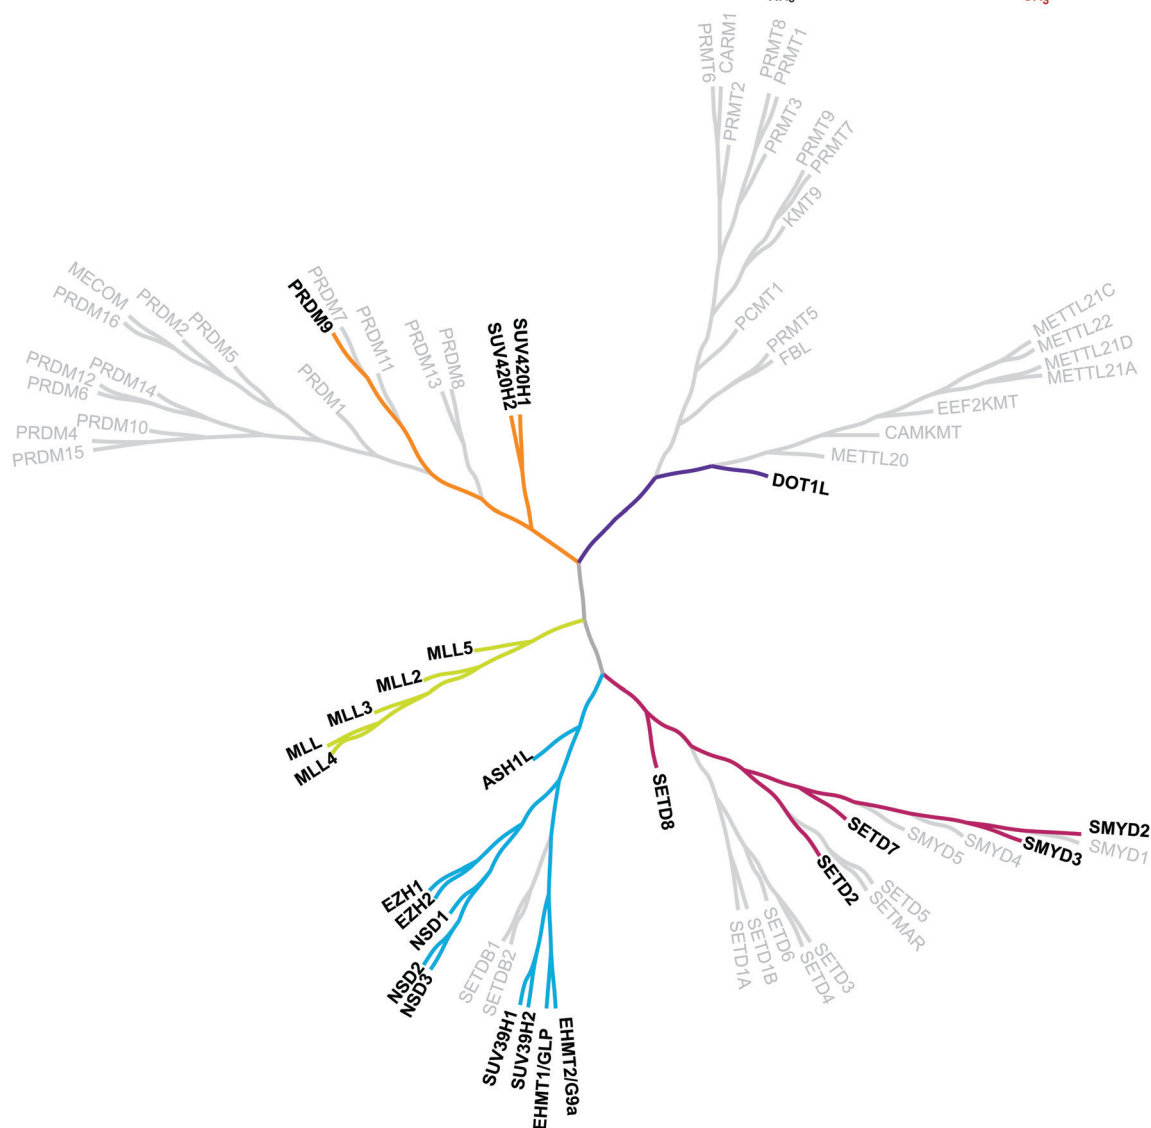 PRMT6
CARM1
PRMT2
PRMT8
PRMT1
PRMT3
PRMT9
PRMT7
KMT9
PCMT1
PRMT5
FBL
METTL21C
METTL22
METTL21D
METTL21A
EEF2KMT
CAMKMT
METTL20
DOT1L
MECOM
PRDM16
PRDM2
PRDM5
PRDM12
PRDM6
PRDM14
PRDM10
PRDM4
PRDM15
PRDM1
PRDM9
PRDM7
PRDM11
PRDM13
PRDM8
SUV420H2
SUV420H1
MLL5
MLL2
MLL3
MLL
MLL4
ASH1L
EZH1
EZH2
NSD1
NSD2
NSD3
SETDB1
SETDB2
SUV39H1
SUV39H2
EHMT1/GLP
EHMT2/G9a
SETD8
SETD1A
SETD1B
SETD6
SETD4
SETD3
SETD2
SETMAR
SETD5
SETD7
SMYD5
SMYD4
SMYD3
SMYD1
SMYD2